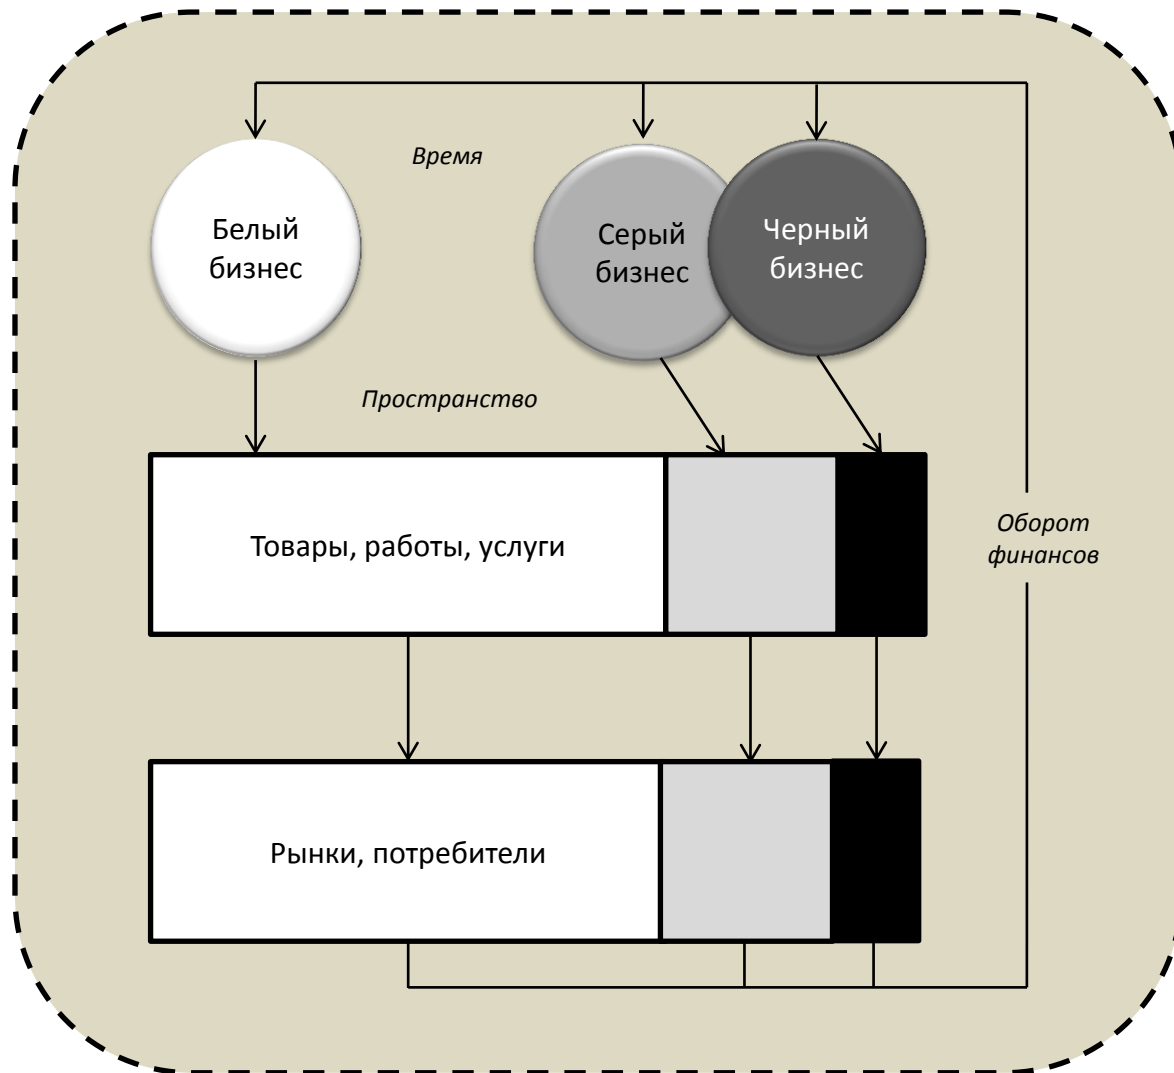 Время
Белый
бизнес
Серый
бизнес
Черный
бизнес
Пространство
Товары, работы, услуги
Оборот
финансов
Рынки, потребители